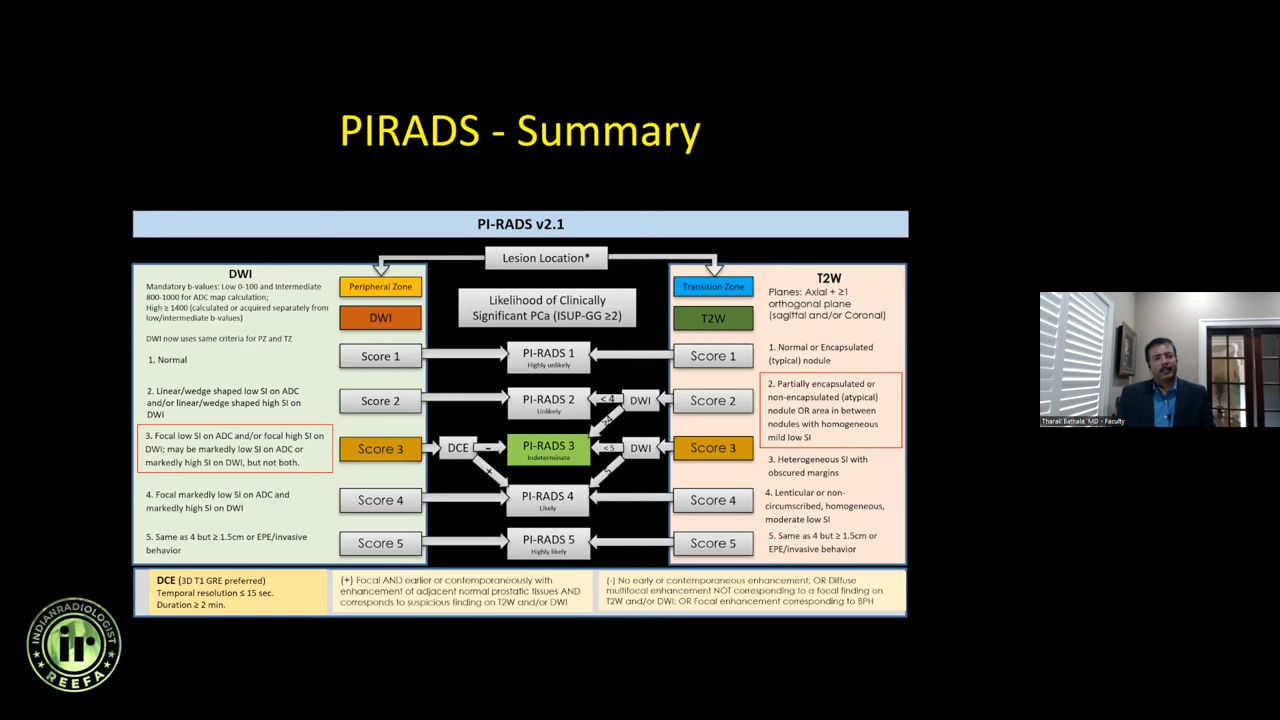 PIRADS - Summary
PI-RADS v2.1
Lesion Location*
DWI
Mandatory b-values: Low 0-100 and Intermediate
800-1000 for ADC map calculation;
High ≥ 1400 (calculated or acquired separately from
low/intermediate b-values)
DWI now uses same criteria for PZ and TZ
1. Normal
2. Linear/wedge shaped low SI on ADC
and/or linear/wedge shaped high SI on
DWI
3. Focal low SI on ADC and/or focal high SI on
DWI; may be markedly low SI on ADC or
markedly high SI on DWI, but not both.
4. Focal markedly low SI on ADC and
markedly high SI on DWI
5. Same as 4 but ≥ 1.5cm or EPE/invasive
behavior
Peripheral Zone
DWI
Score 1
Score 2
Score 3
Score 4
Score 5
Likelihood of Clinically
Significant PCa (ISUP-GG ≥2)
PI-RADS 1
Highly unlikely
PI-RADS 2
Unlikely
< 4
DWI
≥4
DCE
-
+
PI-RADS 3
Indeterminate
< 5
DWI
5
PI-RADS 4
Likely
PI-RADS 5
Highly likely
Transition Zone
T2W
Score 1
Score 2
Score 3
Score 4
Score 5
T2W
Planes: Axial + ≥1
orthogonal plane
(sagittal and/or Coronal)
1. Normal or Encapsulated
(typical) nodule
2. Partially encapsulated or
non-encapsulated (atypical)
nodule OR area in between
nodules with homogeneous
mild low SI
3. Heterogeneous SI with
obscured margins
4. Lenticular or non-
circumscribed, homogeneous,
moderate low SI
5. Same as 4 but ≥ 1.5cm or
EPE/invasive behavior
DCE (3D T1 GRE preferred)
Temporal resolution ≤ 15 sec.
Duration ≥ 2 min.
(+) Focal AND earlier or contemporaneously with
enhancement of adjacent normal prostatic tissues AND
corresponds to suspicious finding on T2W and/or DWI
(-) No early or contemporaneous enhancement; OR Diffuse
multifocal enhancement NOT corresponding to a focal finding on
T2W and/or DWI; OR Focal enhancement corresponding to BPH
Tharak Bathala, MD - Faculty
INDIANRADIOLOGIST
ir
REEFA